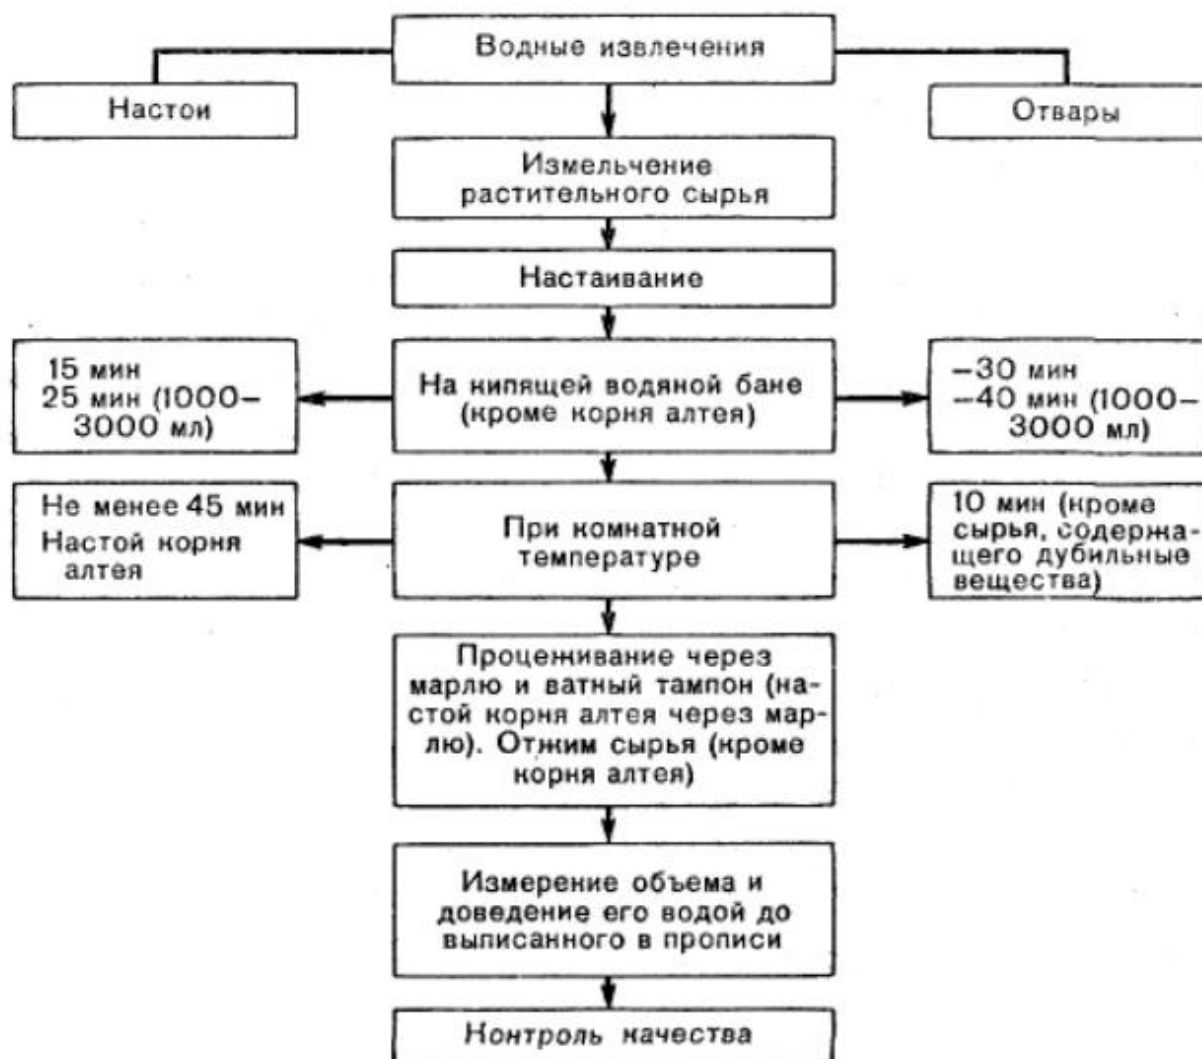 Водные извлечения
Настои
Отвары
Измельчение
растительного сырья
Настаивание
15 мин
25 мин (1000–
3000 мл)
На кипящей водяной бане
(кроме корня алтея)
–30 мин
–40 мин (1000–
3000 мл)
Не менее 45 мин
Настой корня
алтея
При комнатной
температуре
10 мин (кроме
сырья, содержа-
щего дубильные
вещества)
Процеживание через
марлю и ватный тампон (на-
стой корня алтея через мар-
лю). Отжим сырья (кроме
корня алтея)
Измерение объема и
доведение его водой до
выписанного в прописи
Контроль качества